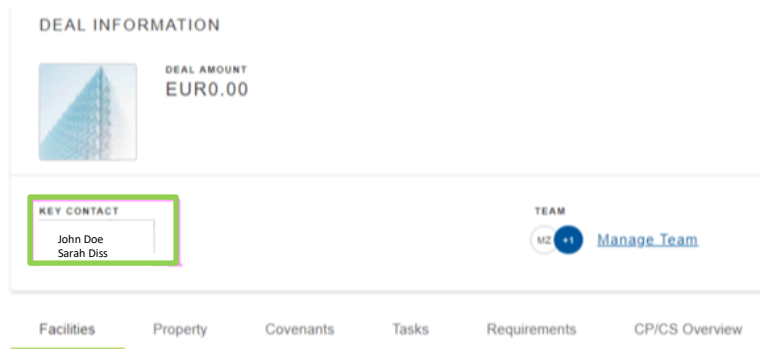 DEAL INFORMATION
DEAL AMOUNT
EUR0.00
KEY CONTACT
John Doe
Sarah Diss
TEAM
MZ +1 Manage Team
Facilities Property Covenants Tasks Requirements CP/CS Overview